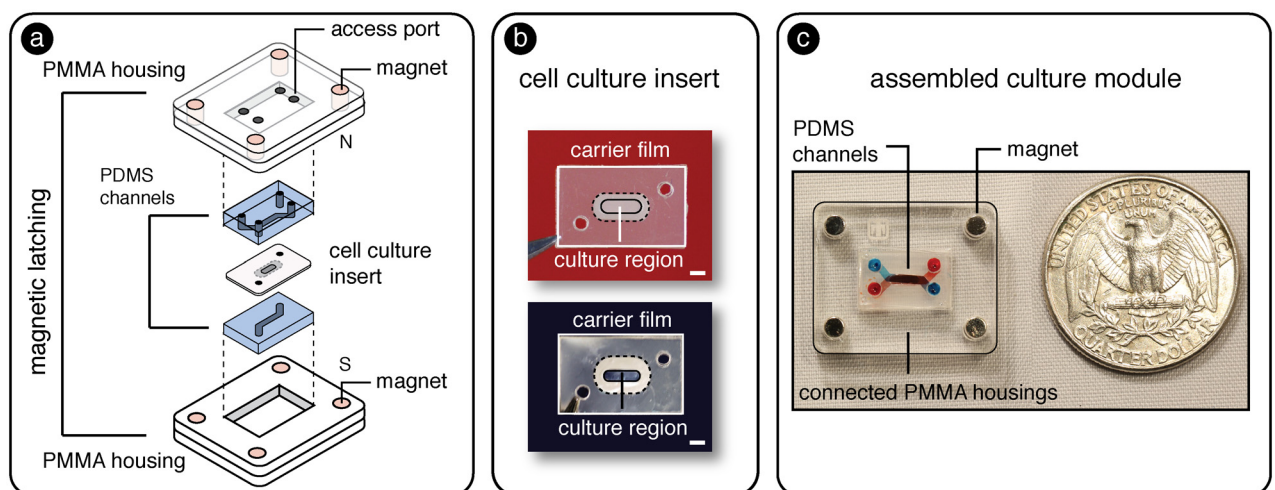 a
access port
PMMA housing
magnet
N
PDMS
channels
magnetic latching
cell culture
insert
S
magnet
PMMA housing
b
cell culture insert
carrier film
culture region
carrier film
culture region
c
assembled culture module
PDMS
channels
magnet
UNITED STATES OF AMERICA
E PLURIBUS
UNUM
QUARTER DOLLAR
connected PMMA housings